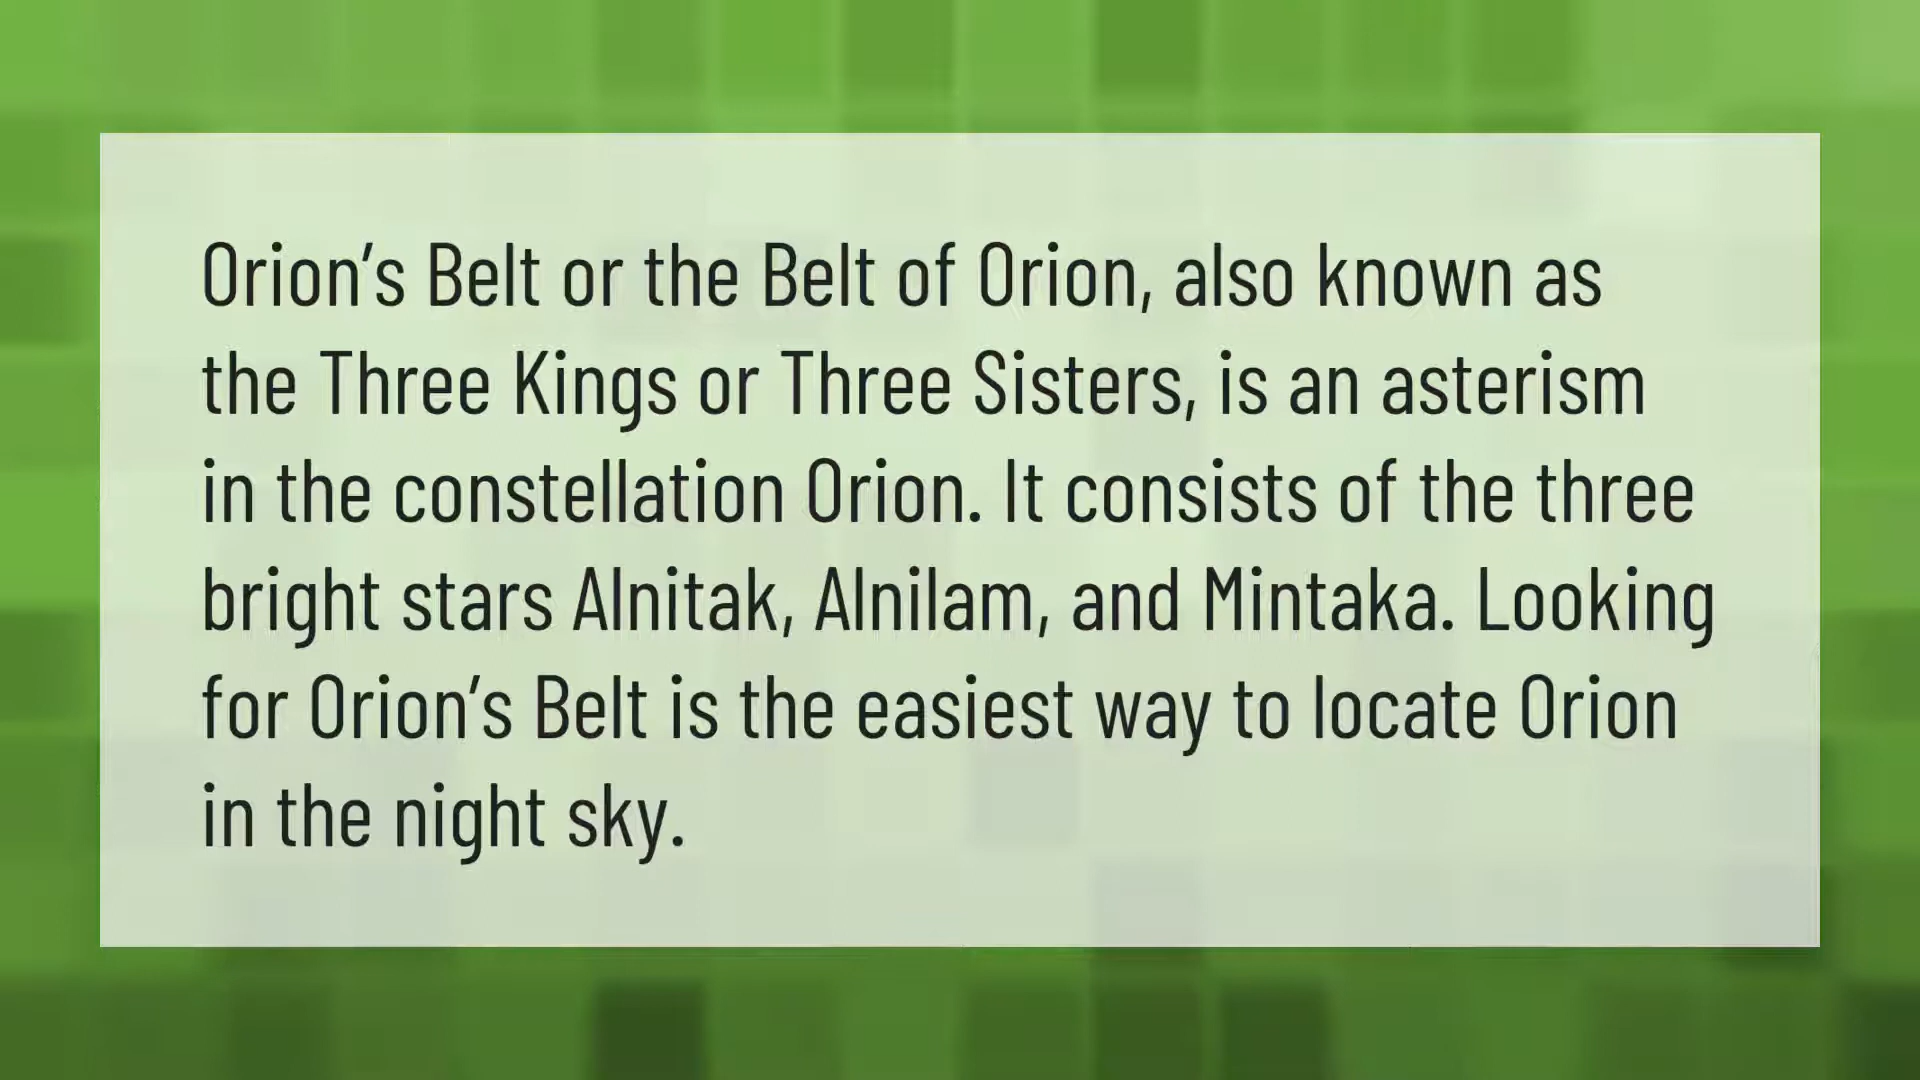 Orion’s Belt or the Belt of Orion, also known as
the Three Kings or Three Sisters, is an asterism
in the constellation Orion. It consists of the three
bright stars Alnitak, Alnilam, and Mintaka. Looking
for Orion’s Belt is the easiest way to locate Orion
in the night sky.